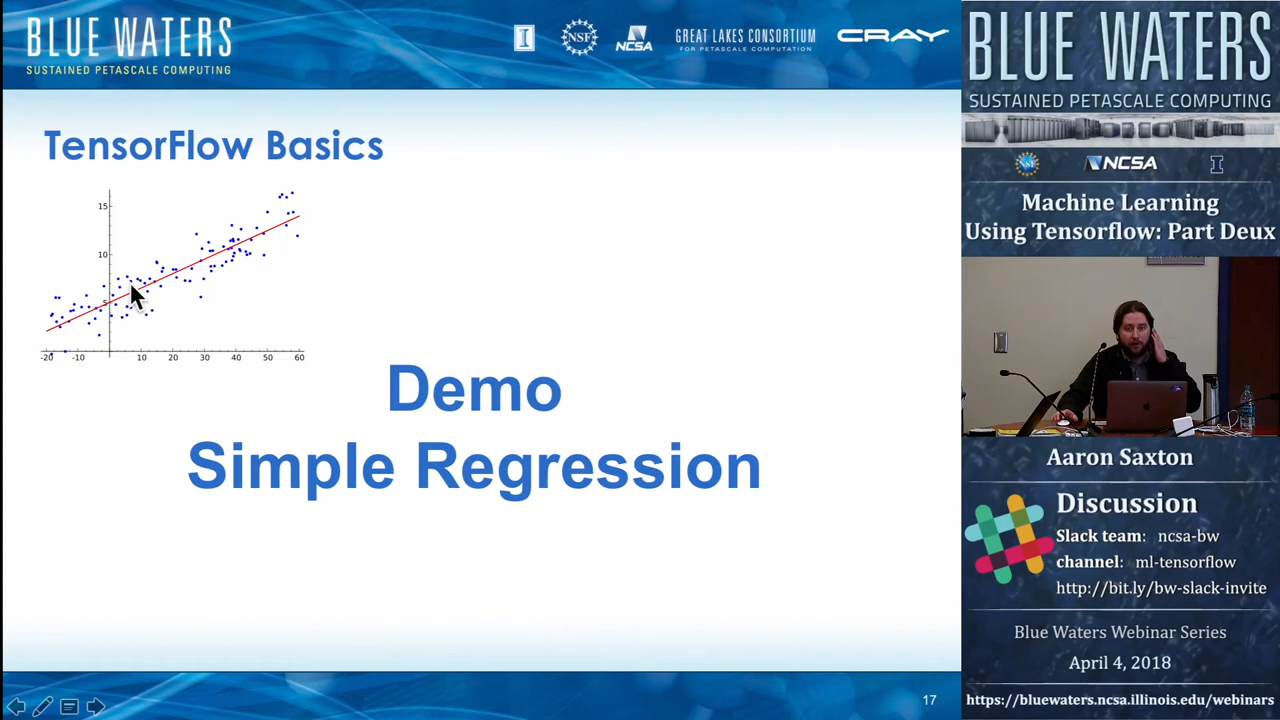 BLUE WATERS
SUSTAINED PETASCALE COMPUTING
I
NSF
NCSA
GREAT LAKES CONSORTIUM
FOR PETASCALE COMPUTATION
CRAY
TensorFlow Basics
15
10
5
-20 -10 10 20 30 40 50 60
Demo
Simple Regression
17
BLUE WATERS
SUSTAINED PETASCALE COMPUTING
NSF
NCSA
I
Machine Learning
Using Tensorflow: Part Deux
Aaron Saxton
Discussion
Slack team: ncsa-bw
channel: ml-tensorflow
http://bit.ly/bw-slack-invite
Blue Waters Webinar Series
April 4, 2018
https://bluewaters.ncsa.illinois.edu/webinars